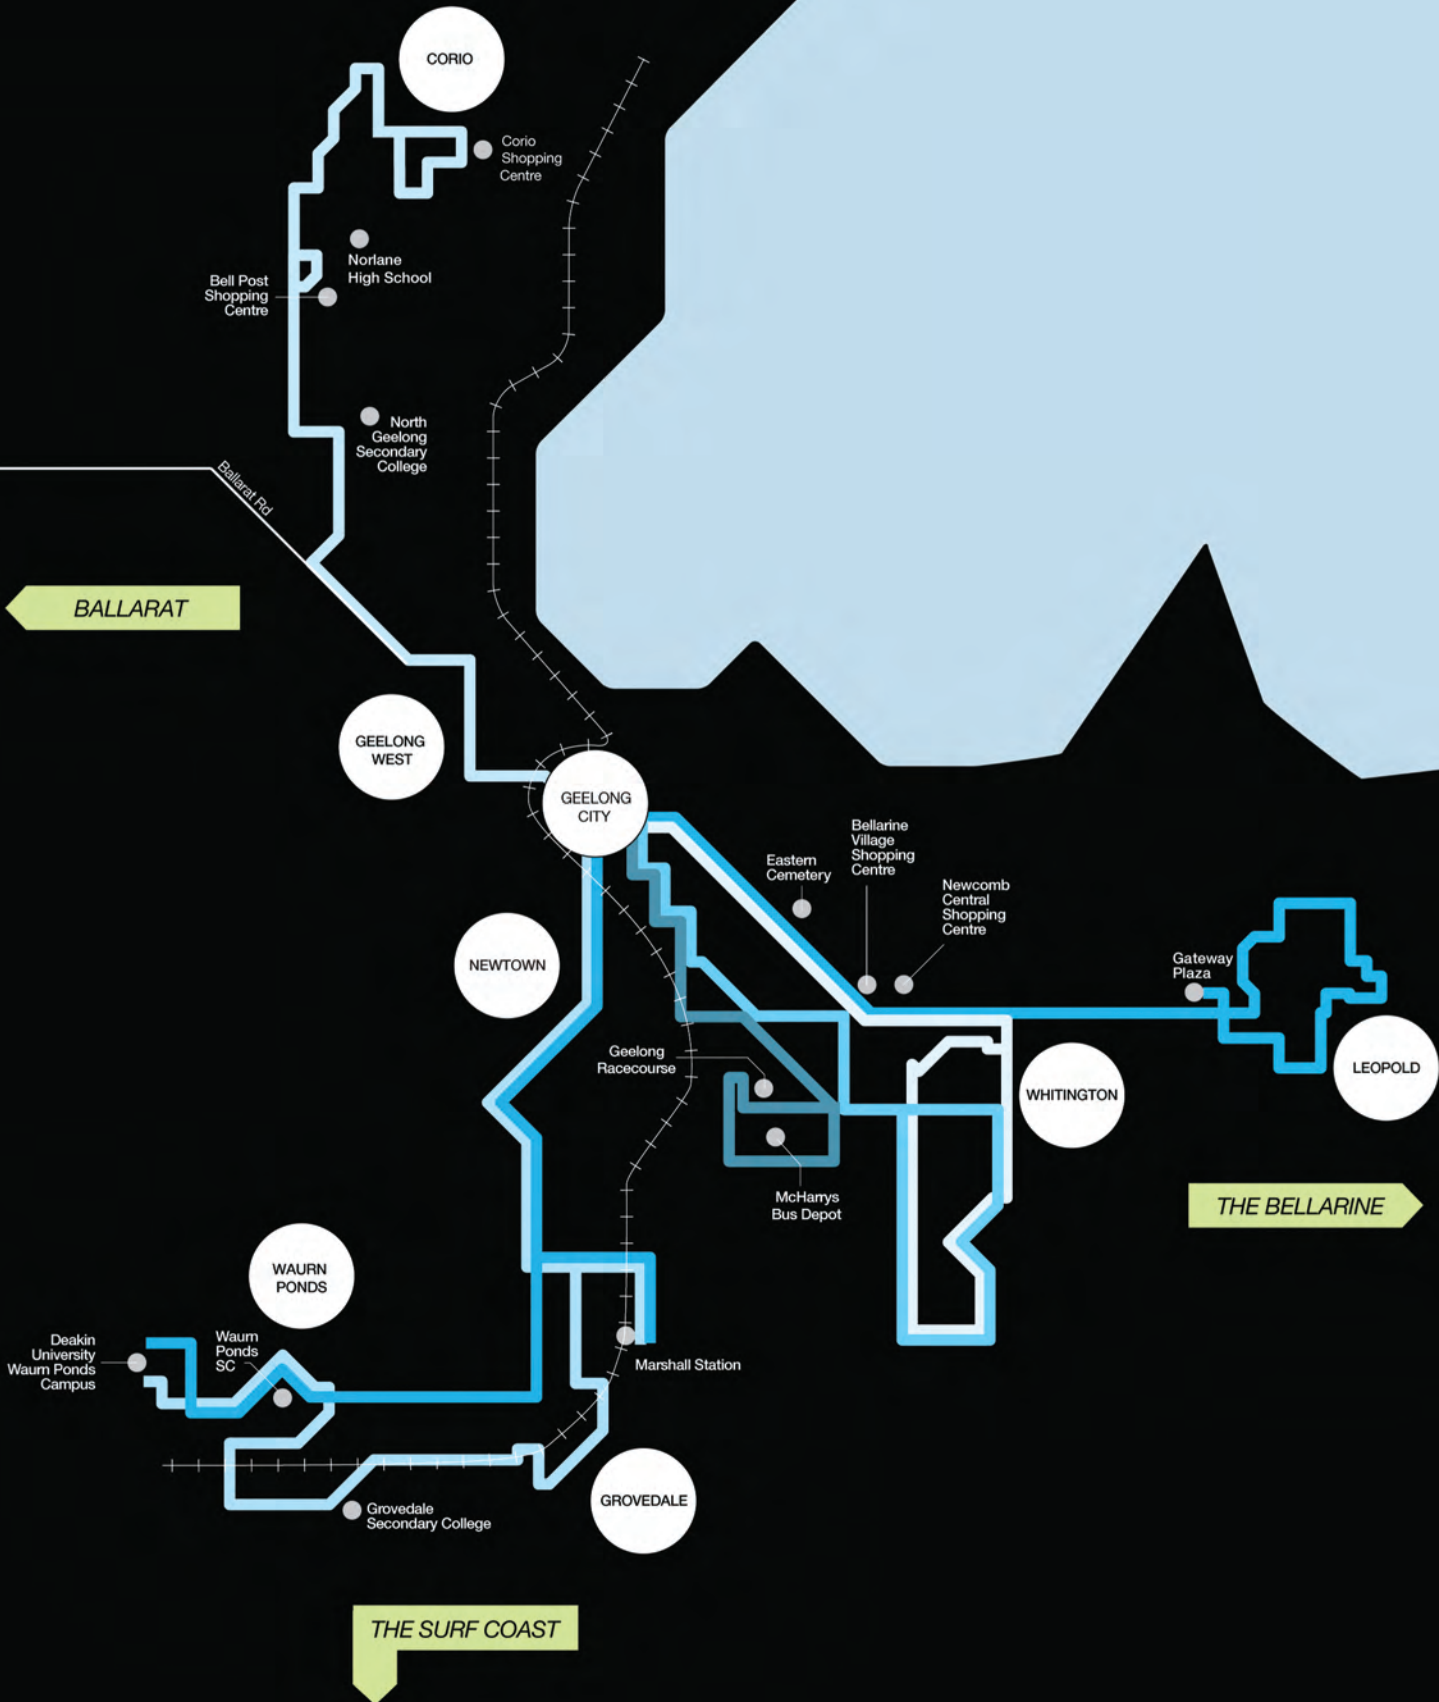 CORIO
Corio
Shopping
Centre
Norlane
High School
Bell Post
Shopping
Centre
North
Geelong
Secondary
College
Ballarat Rd
BALLARAT
GEELONG
WEST
GEELONG
CITY
Bellarine
Village
Shopping
Centre
Eastern
Cemetery
Newcomb
Central
Shopping
Centre
NEWTOWN
Gateway
Plaza
Geelong
Racecourse
LEOPOLD
WHITINGTON
McHarrys
Bus Depot
THE BELLARINE
WAURN
PONDS
Deakin
University
Waurn Ponds
Campus
Waurn
Ponds
SC
Marshall Station
GROVEDALE
Grovedale
Secondary College
THE SURF COAST